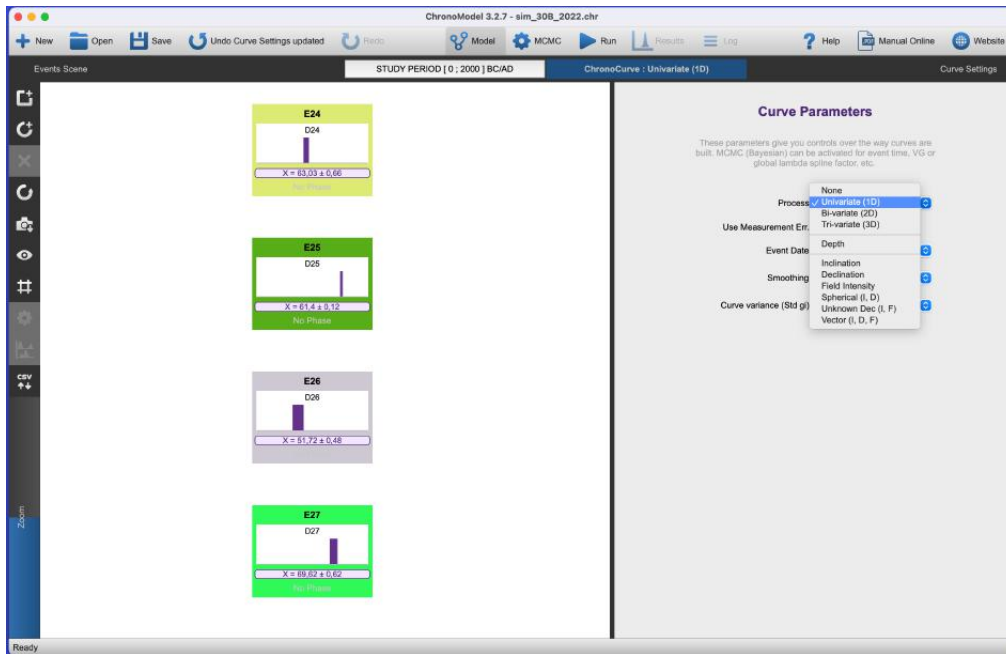 ChronoModel 3.2.7 - sim_30B_2022.chr
New Open Save Undo Curve Settings updated Redo Model MCMC Run Results Log Help Manual Online Website
Events Scene STUDY PERIOD [ 0 ; 2000 ] BC/AD ChronoCurve : Univariate (1D) Curve Settings
E24
D24
X = 63,03 ± 0,66
No Phase
E25
D25
X = 61,4 ± 0,12
No Phase
E26
D26
X = 51,72 ± 0,48
E27
D27
X = 69,62 ± 0,62
No Phase
CSV
Zoom
Curve Parameters
These parameters give you controls over the way curves are
built. MCMC (Bayesian) can be activated for event time, VG or
global lambda spline factor, etc.
Process
Use Measurement Err.
Event Date
Smoothing
Curve variance (Std gi)
None
✓ Univariate (1D)
Bi-variate (2D)
Tri-variate (3D)
Depth
Inclination
Declination
Field Intensity
Spherical (I, D)
Unknown Dec (I, F)
Vector (I, D, F)
Ready